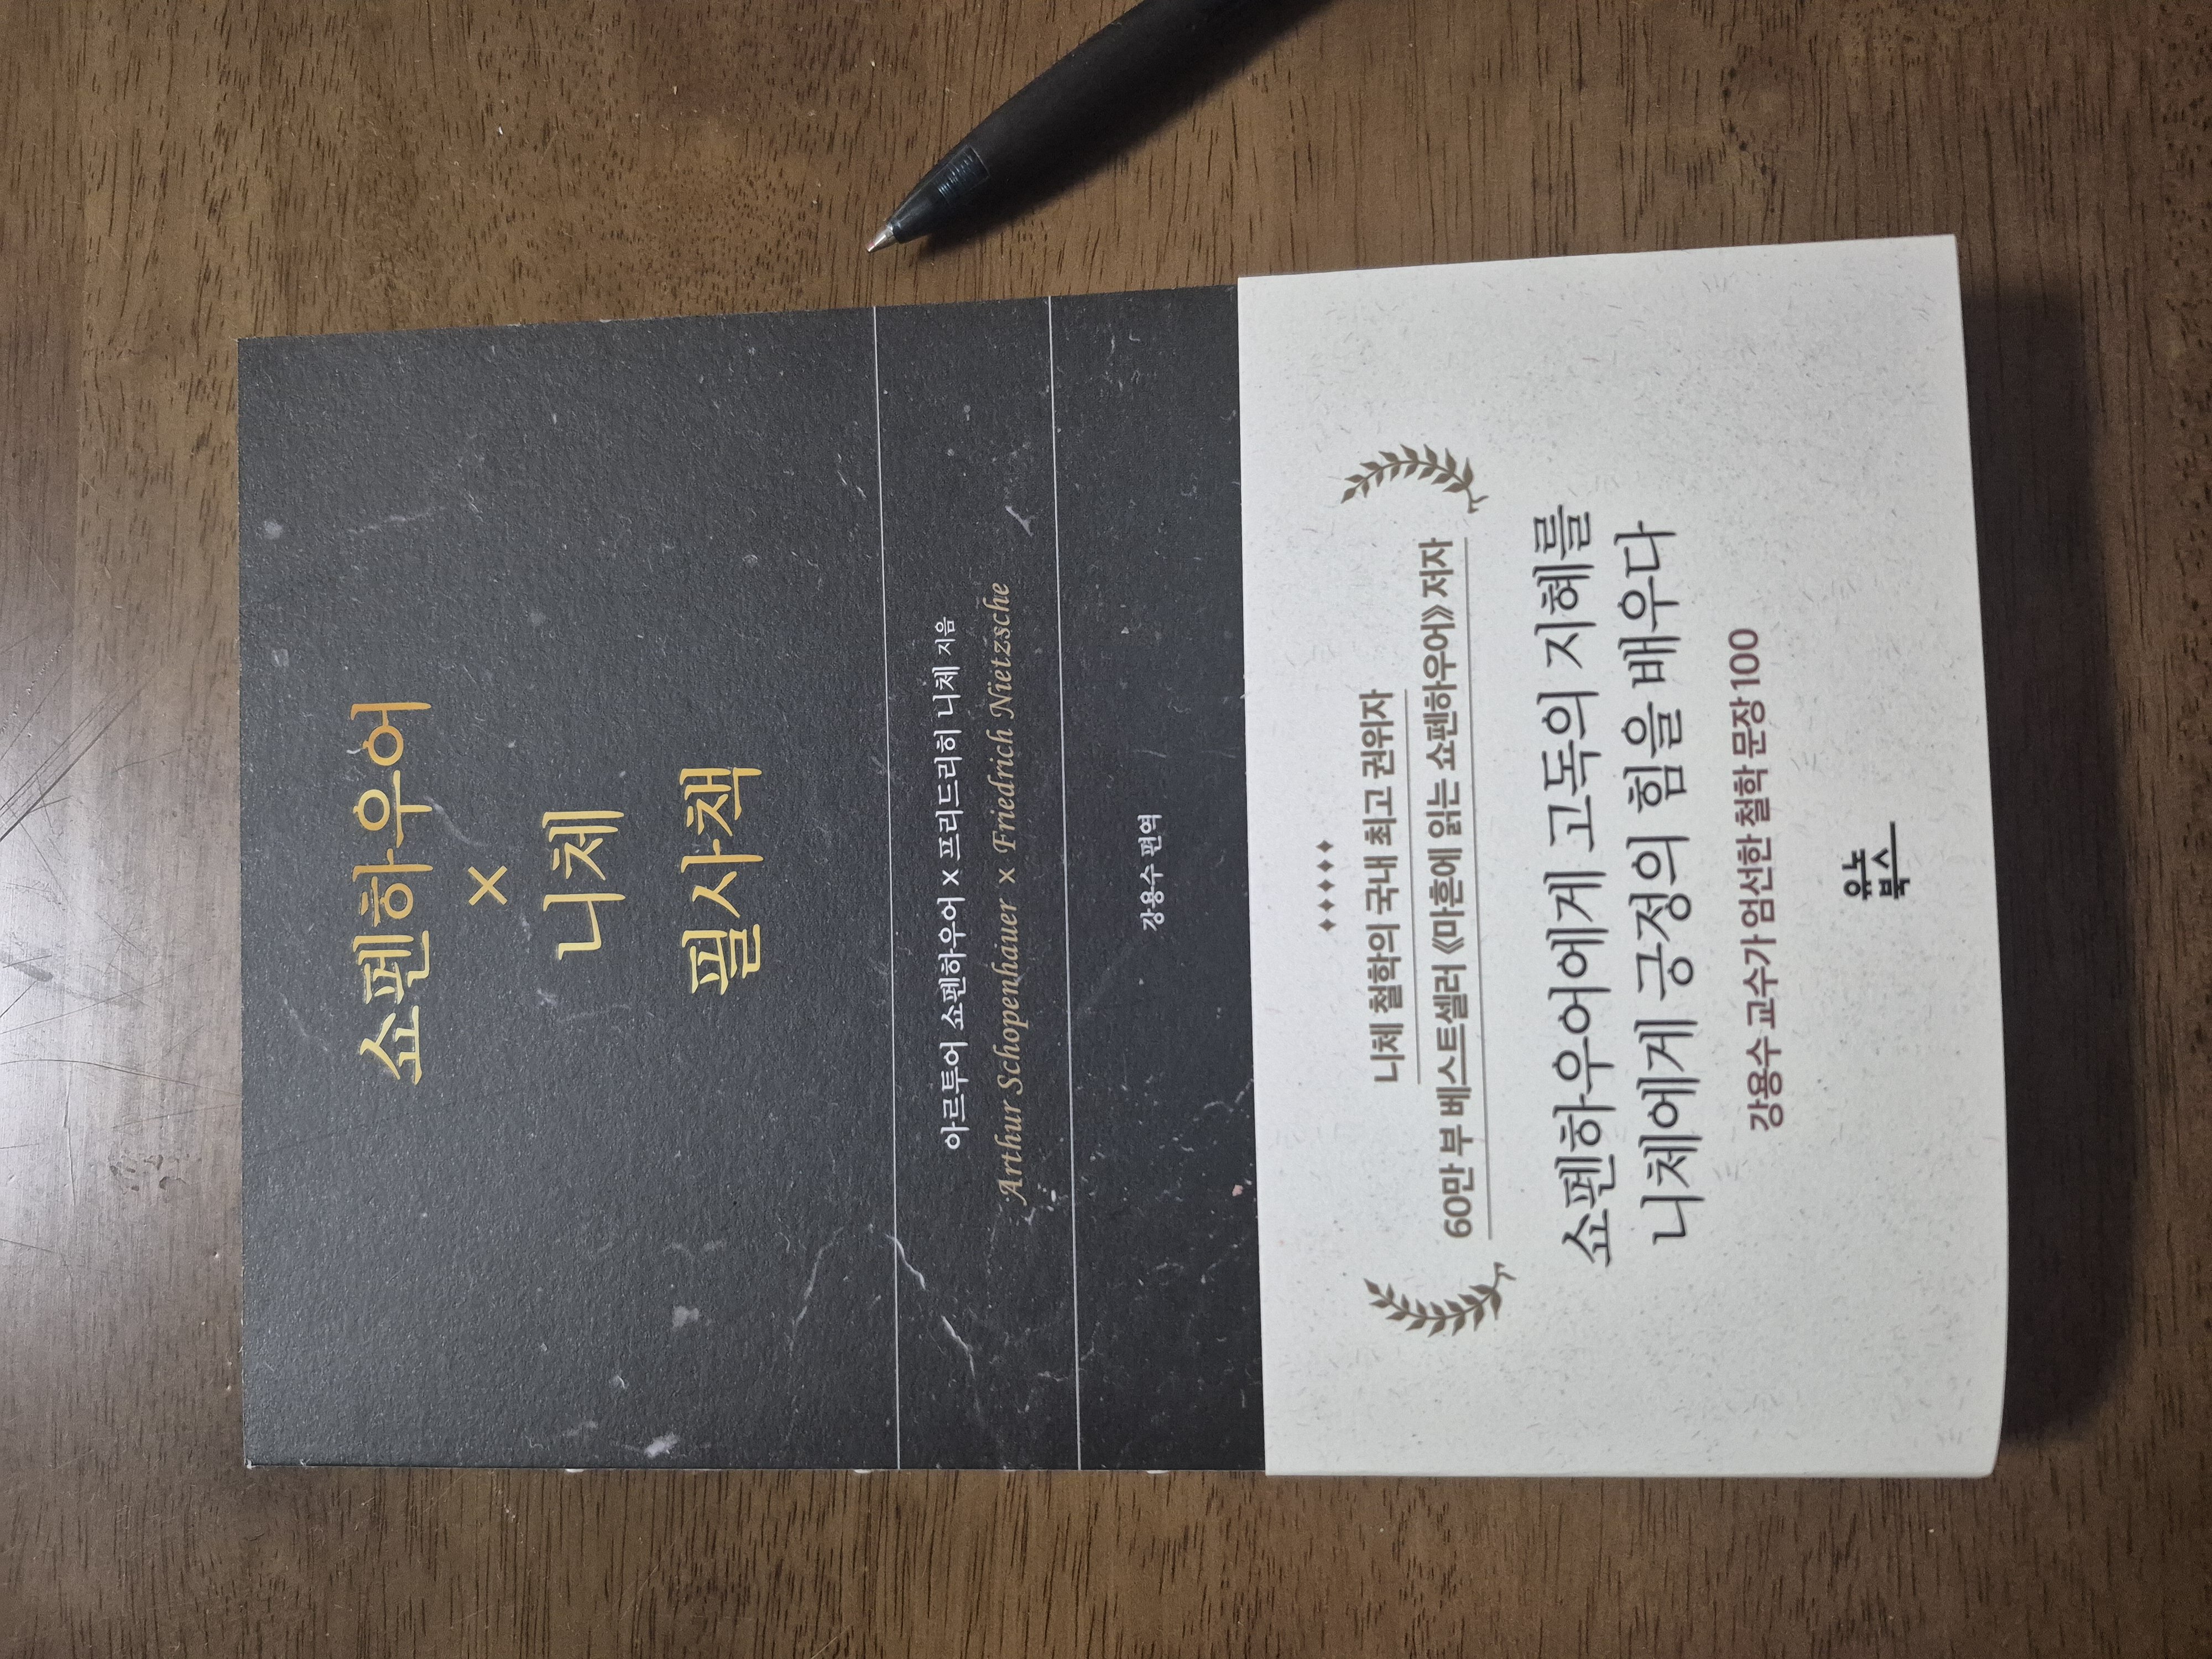 쇼펜하우어
×
니체
필사책
아르투어 쇼펜하우어 × 프리드리히 니체 지음
Arthur Schopenhauer × Friedrich Nietzsche
강용수 편역
니체 철학의 국내 최고 권위자
60만 부 베스트셀러 《마흔에 읽는 쇼펜하우어》 저자
쇼펜하우어에게 고독의 지혜를
니체에게 긍정의 힘을 배우다
강용수 교수가 엄선한 철학 문장 100
유노
북스